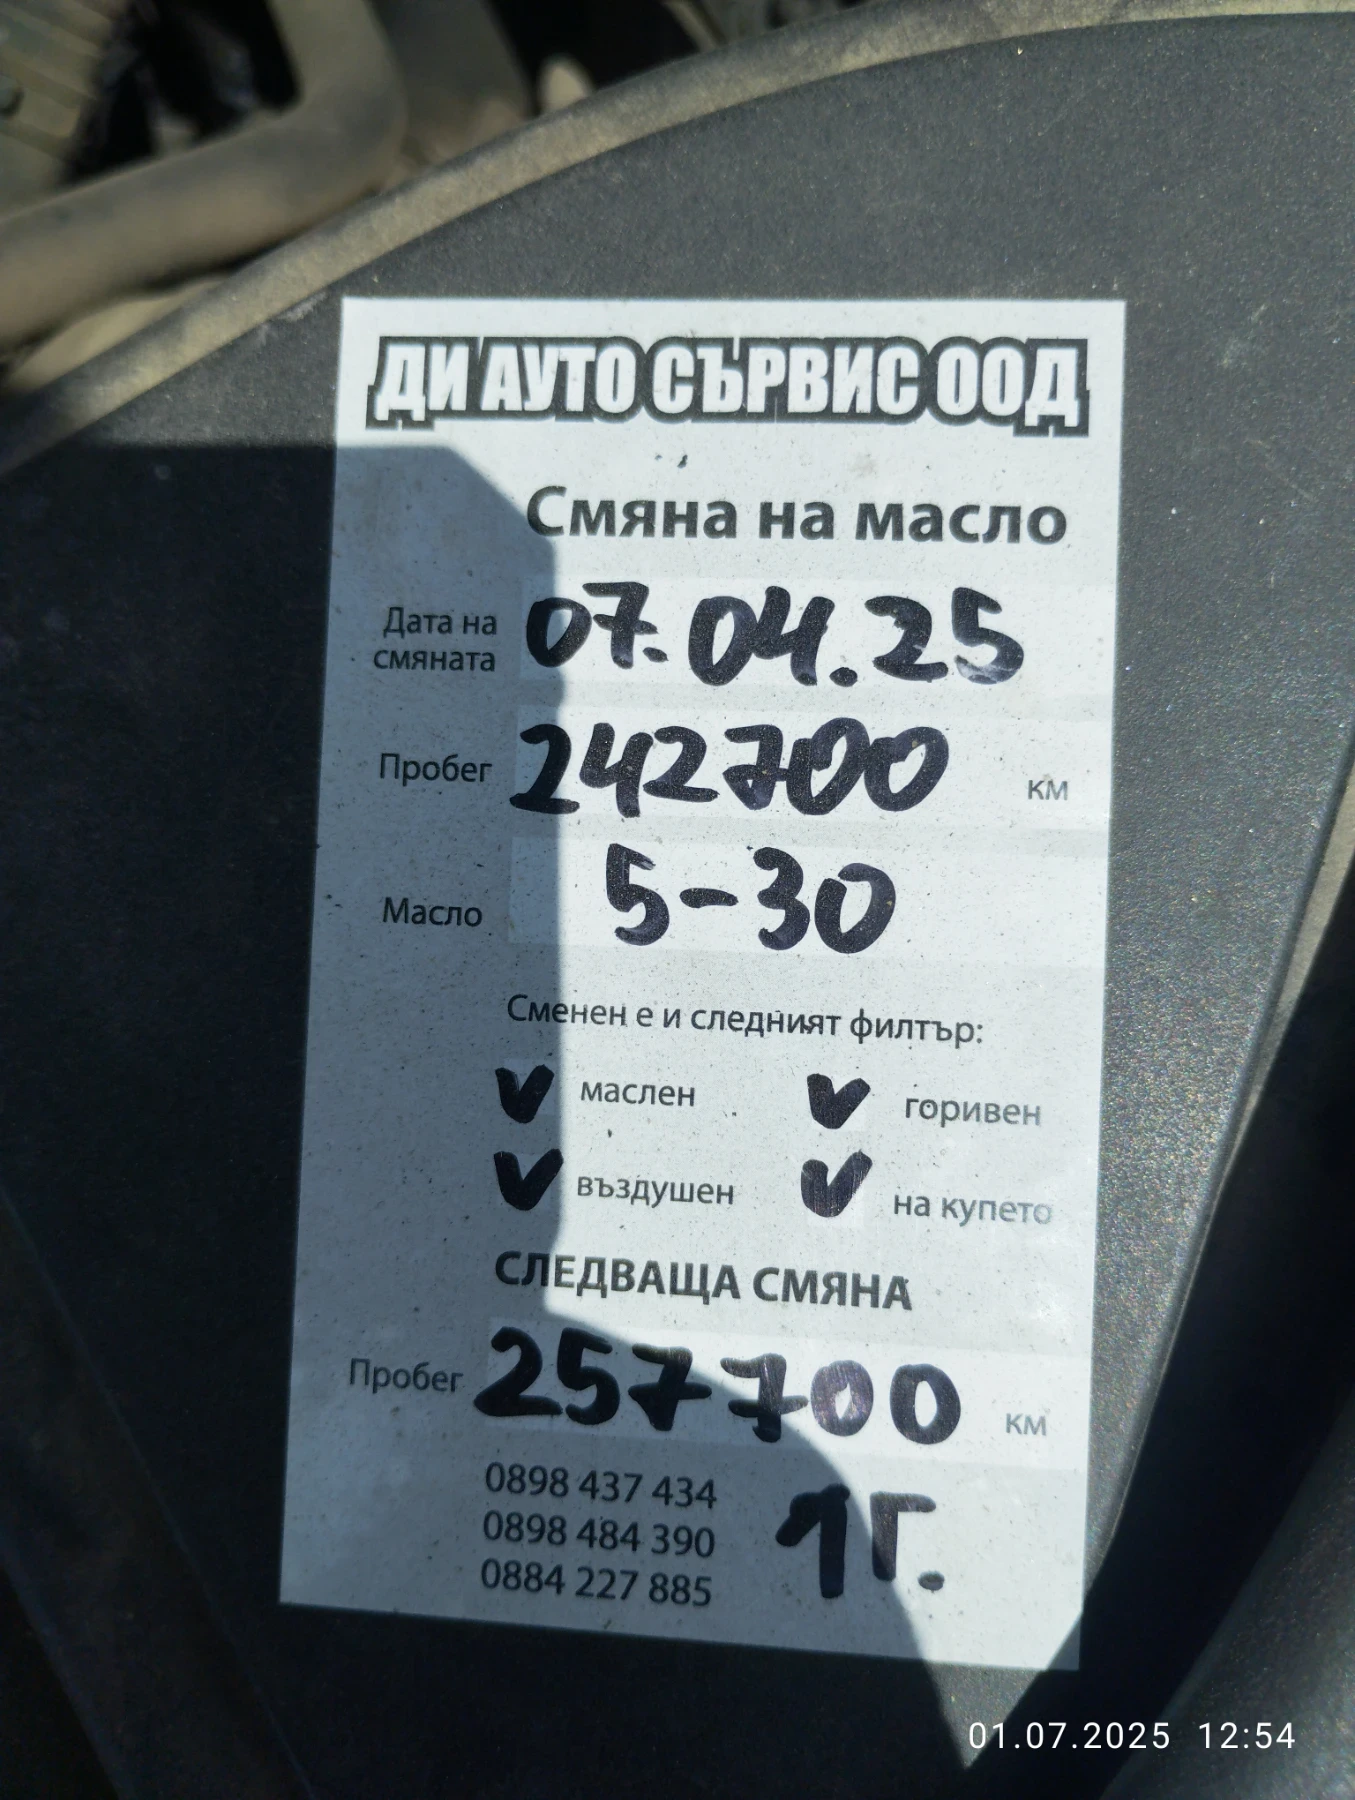 ДИ АУТО СЪРВИС ООД
Смяна на масло
Дата на смяната 07.04.25
Пробег 242700 км
Масло 5-30
Сменен е и следният филтър:
✓ маслен ✓ горивен
✓ въздушен ✓ на купето
СЛЕДВАЩА СМЯНА
Пробег 257700 км
0898 437 434
0898 484 390 1г.
0884 227 885
01.07.2025 12:54